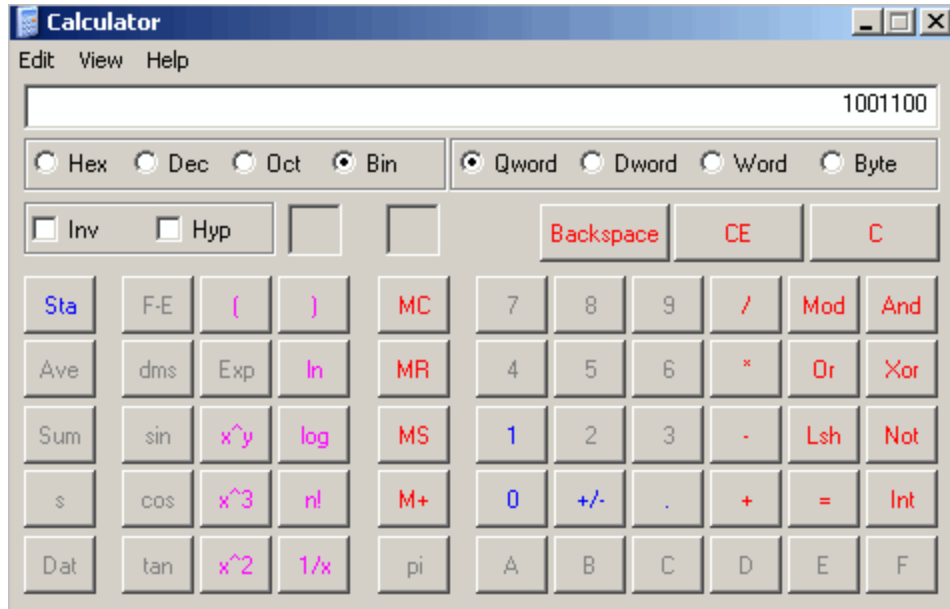 Calculator
Edit View Help
1001100
Hex Dec Oct Bin Qword Dword Word Byte
Inv Hyp Backspace CE C
Sta F-E ( ) MC 7 8 9 / Mod And
Ave dms Exp ln MR 4 5 6 * Or Xor
Sum sin x^y log MS 1 2 3 - Lsh Not
s cos x^3 n! M+ 0 +/- . + = Int
Dat tan x^2 1/x pi A B C D E F